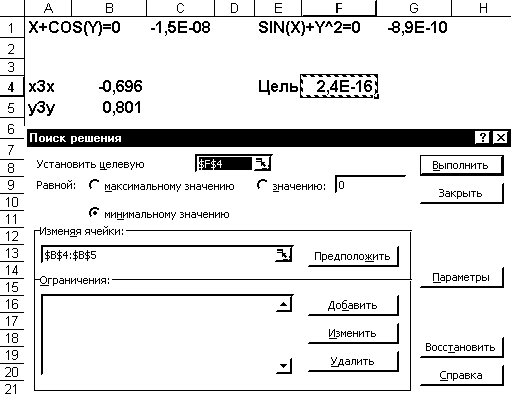 A B C D E F G H
1 X+COS(Y)=0 -1,5E-08 SIN(X)+Y^2=0 -8,9E-10
2
3
4 x3x -0,696 Цель 2,4E-16
5 y3y 0,801
6
Поиск решения ? ×
7
8 Установить целевую $F$4 Выполнить
9 Равной: максимальному значению значению: 0 Закрыть
10
11 минимальному значению
12 Изменяя ячейки:
13 $B$4:$B$5 Предположить
14 Параметры
15 Ограничения:
16 Добавить
17
18 Изменить
19 Восстановить
20 Удалить
21 Справка